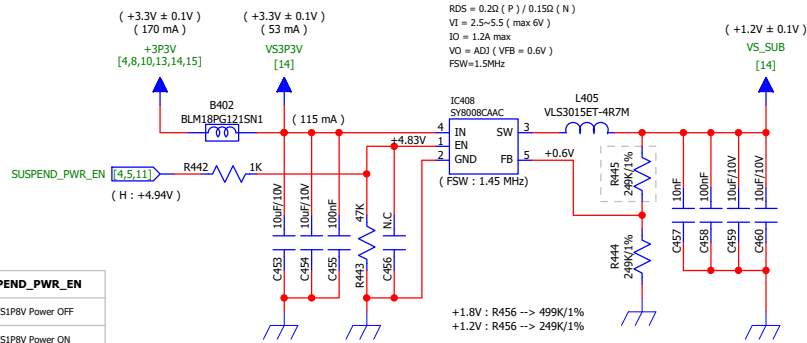 RDS = 0.2Ω ( P ) / 0.15Ω ( N )
VI = 2.5~5.5 ( max 6V )
IO = 1.2A max
VO = ADJ ( VFB = 0.6V )
FSW=1.5MHz
( +3.3V ± 0.1V )
(170 mA )
+3P3V
[4,8,10,13,14,15]
( +3.3V ± 0.1V )
( 53 mA )
VS3P3V
[14]
( +1.2V ± 0.1V )
VS_SUB
[14]
B402
BLM18PG121SN1
( 115 mA )
IC408
SY8008CAAC
4 IN SW 3
1 EN
2 GND FB 5
( FSW : 1.45 MHz)
+4.83V
+0.6V
L405
VLS3015ET-4R7M
SUSPEND_PWR_EN [4,5,11]
( H : +4.94V )
R442 1K
C453 10uF/10V
C454 10uF/10V
C455 100nF
R443 47K
C456 N.C
R445 249K/1%
R444 249K/1%
C457 10nF
C458 100nF
C459 10uF/10V
C460 10uF/10V
+1.8V : R456 --> 499K/1%
+1.2V : R456 --> 249K/1%
PEND_PWR_EN
S1P8V Power OFF
S1P8V Power ON